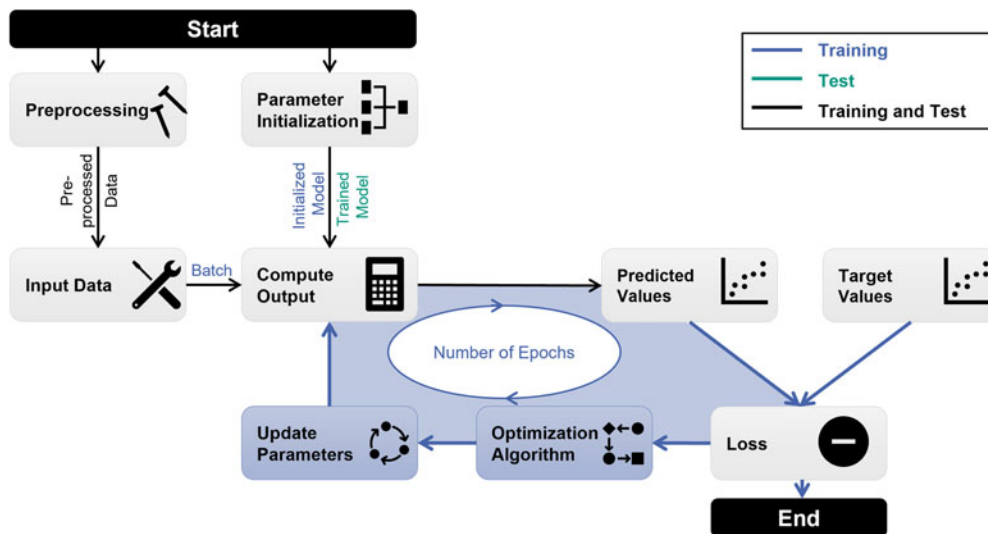 Start
Training
Test
Training and Test
Preprocessing
Parameter
Initialization
Pre-
processed
Data
Initialized
Model
Trained
Model
Input Data
Batch
Compute
Output
Predicted
Values
Target
Values
Number of Epochs
Update
Parameters
Optimization
Algorithm
Loss
End